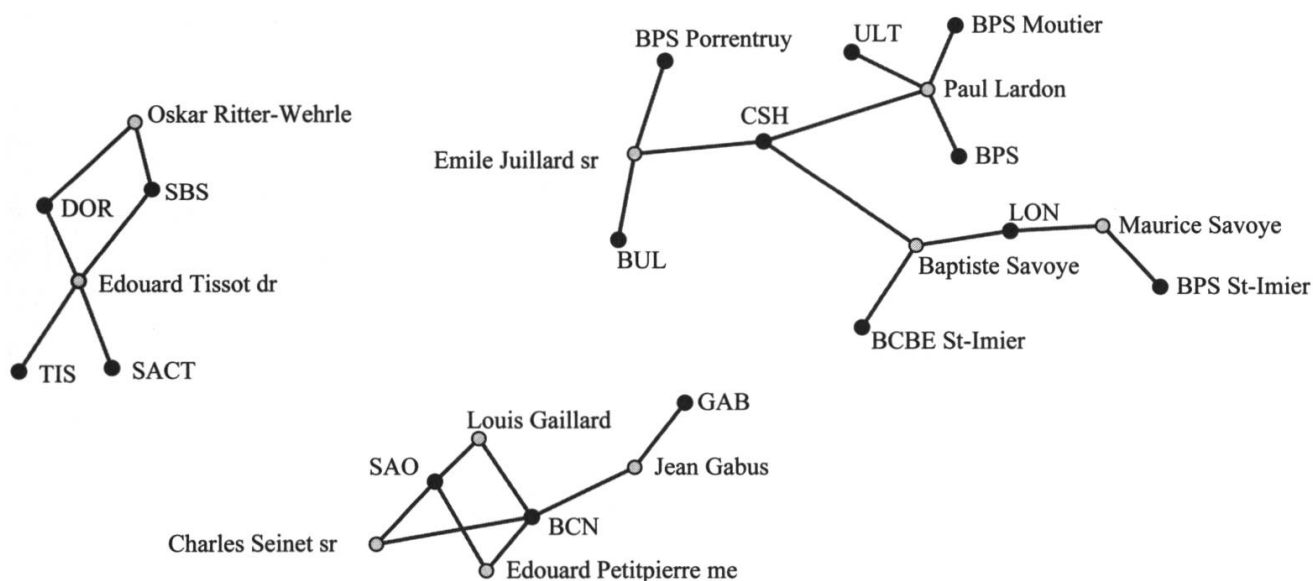 BPS Porrentruy
ULT
BPS Moutier
Oskar Ritter-Wehrle
Paul Lardon
CSH
Emile Juillard sr
BPS
SBS
DOR
LON
Maurice Savoye
BUL
Baptiste Savoye
Edouard Tissot dr
BPS St-Imier
BCBE St-Imier
TIS
SACT
GAB
Louis Gaillard
SAO
Jean Gabus
BCN
Charles Seinet sr
Edouard Petitpierre me